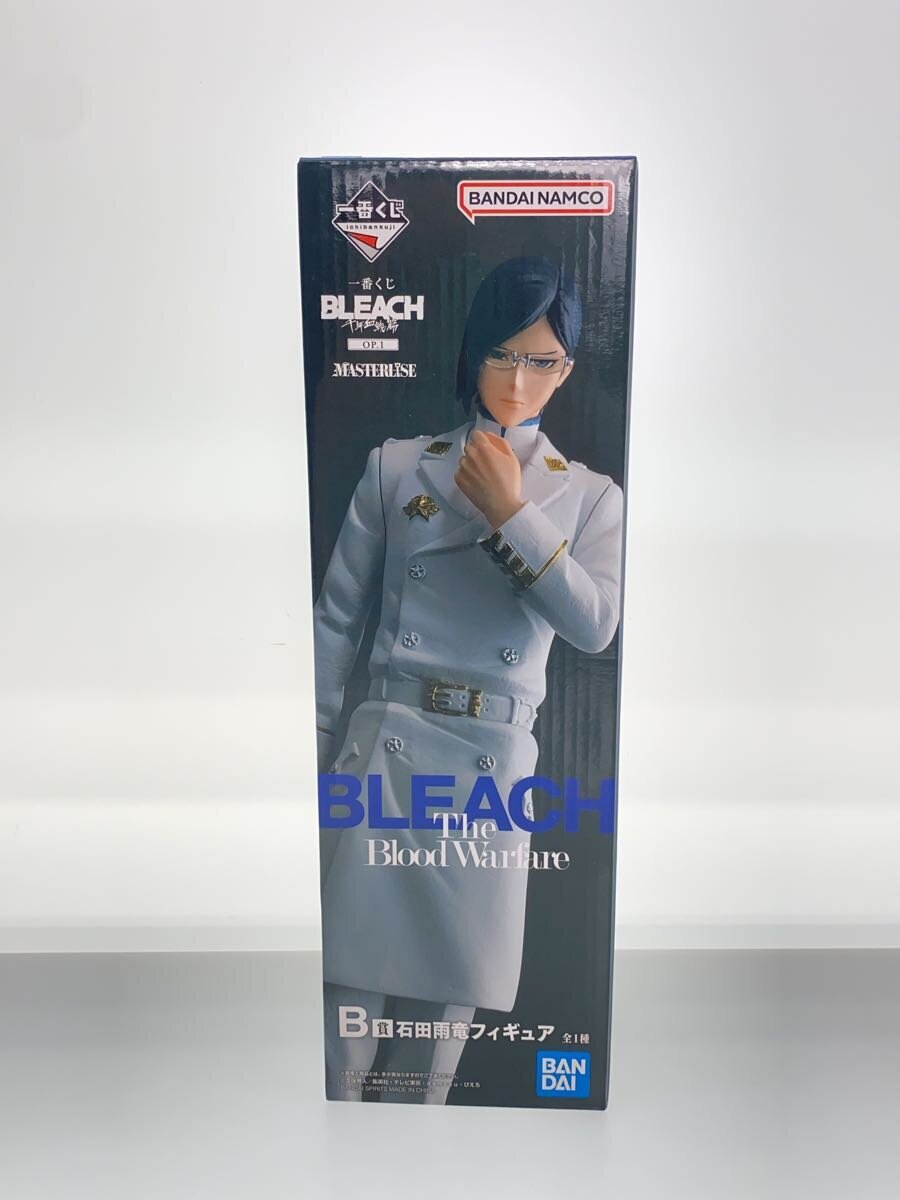 一番くじ
ichibankuji
BANDAI NAMCO
一番くじ
BLEACH
千年血戦篇
OP.1
MASTERLISE
BLEACH
The
Blood Warfare
B賞 石田雨竜フィギュア 全1種
BAN
DAI